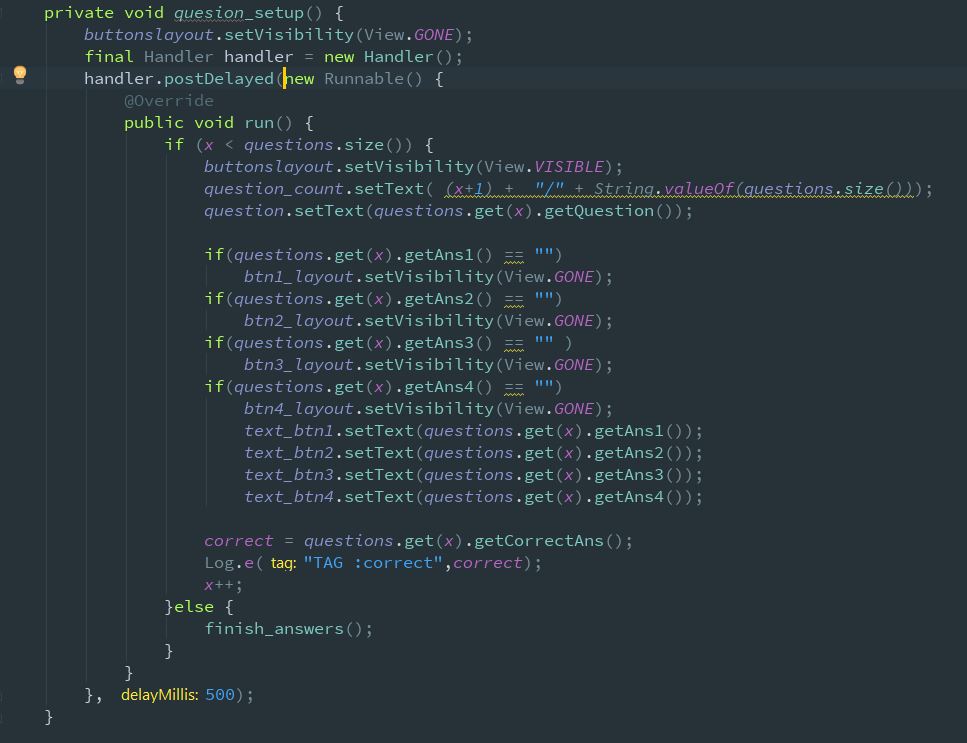 private void quesion_setup() {
    buttonslayout.setVisibility(View.GONE);
    final Handler handler = new Handler();
    handler.postDelayed(new Runnable() {
        @Override
        public void run() {
            if (x < questions.size()) {
                buttonslayout.setVisibility(View.VISIBLE);
                question_count.setText( (x+1) +  "/" + String.valueOf(questions.size()));
                question.setText(questions.get(x).getQuestion());

                if(questions.get(x).getAns1() == "")
                    btn1_layout.setVisibility(View.GONE);
                if(questions.get(x).getAns2() == "")
                    btn2_layout.setVisibility(View.GONE);
                if(questions.get(x).getAns3() == "" )
                    btn3_layout.setVisibility(View.GONE);
                if(questions.get(x).getAns4() == "")
                    btn4_layout.setVisibility(View.GONE);
                    text_btn1.setText(questions.get(x).getAns1());
                    text_btn2.setText(questions.get(x).getAns2());
                    text_btn3.setText(questions.get(x).getAns3());
                    text_btn4.setText(questions.get(x).getAns4());

                correct = questions.get(x).getCorrectAns();
                Log.e( tag: "TAG :correct",correct);
                x++;
            }else {
                finish_answers();
            }
        }
    },  delayMillis: 500);
}